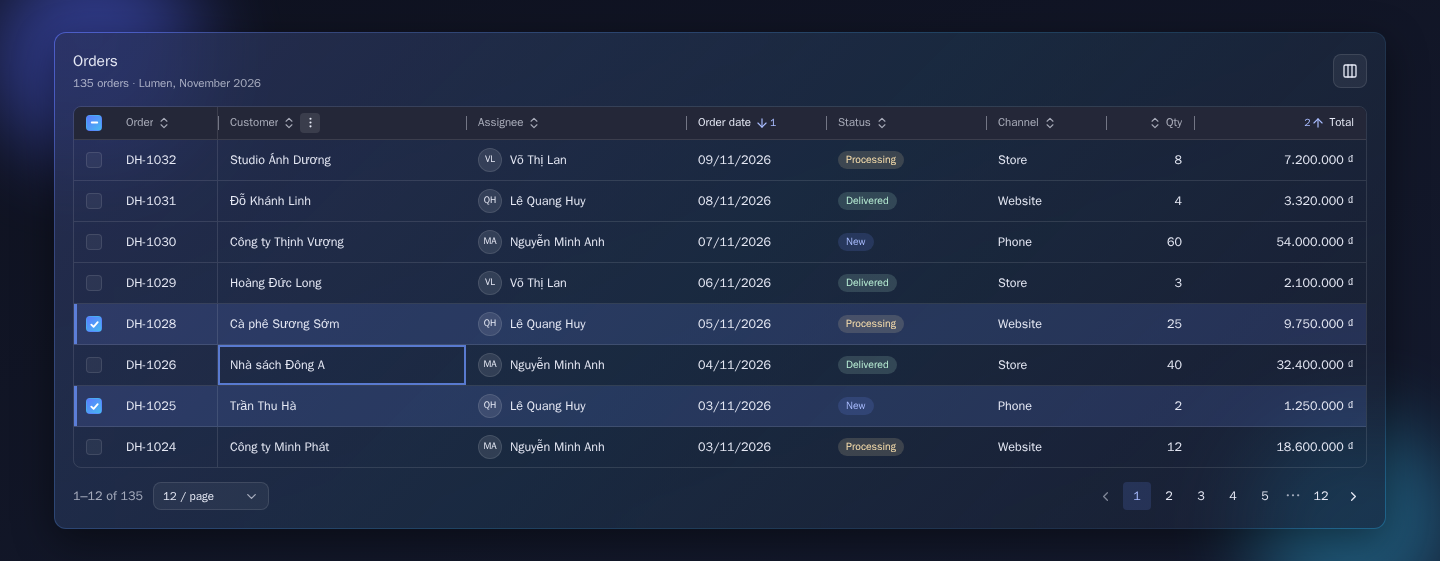 Orders
135 orders · Lumen, November 2026
Order Customer Assignee Order date 1 Status Channel Qty 2 Total
DH-1032 Studio Ánh Dương VL Võ Thị Lan 09/11/2026 Processing Store 8 7.200.000 ₫
DH-1031 Đỗ Khánh Linh QH Lê Quang Huy 08/11/2026 Delivered Website 4 3.320.000 ₫
DH-1030 Công ty Thịnh Vượng MA Nguyễn Minh Anh 07/11/2026 New Phone 60 54.000.000 ₫
DH-1029 Hoàng Đức Long VL Võ Thị Lan 06/11/2026 Delivered Store 3 2.100.000 ₫
DH-1028 Cà phê Sương Sớm QH Lê Quang Huy 05/11/2026 Processing Website 25 9.750.000 ₫
DH-1026 Nhà sách Đông A MA Nguyễn Minh Anh 04/11/2026 Delivered Store 40 32.400.000 ₫
DH-1025 Trần Thu Hà QH Lê Quang Huy 03/11/2026 New Phone 2 1.250.000 ₫
DH-1024 Công ty Minh Phát MA Nguyễn Minh Anh 03/11/2026 Processing Website 12 18.600.000 ₫
1–12 of 135 12 / page 1 2 3 4 5 ··· 12